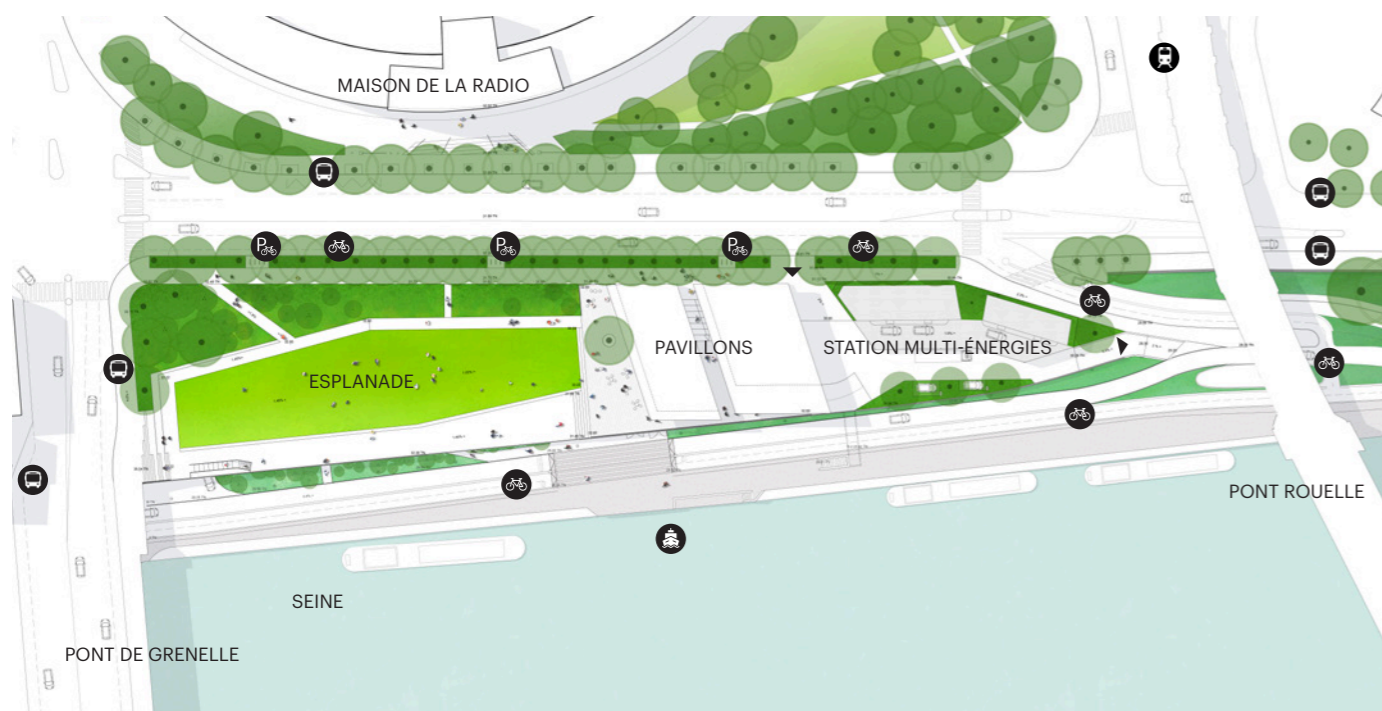 MAISON DE LA RADIO
P
P
P
PAVILLONS
STATION MULTI-ÉNERGIES
ESPLANADE
PONT ROUELLE
SEINE
PONT DE GRENELLE